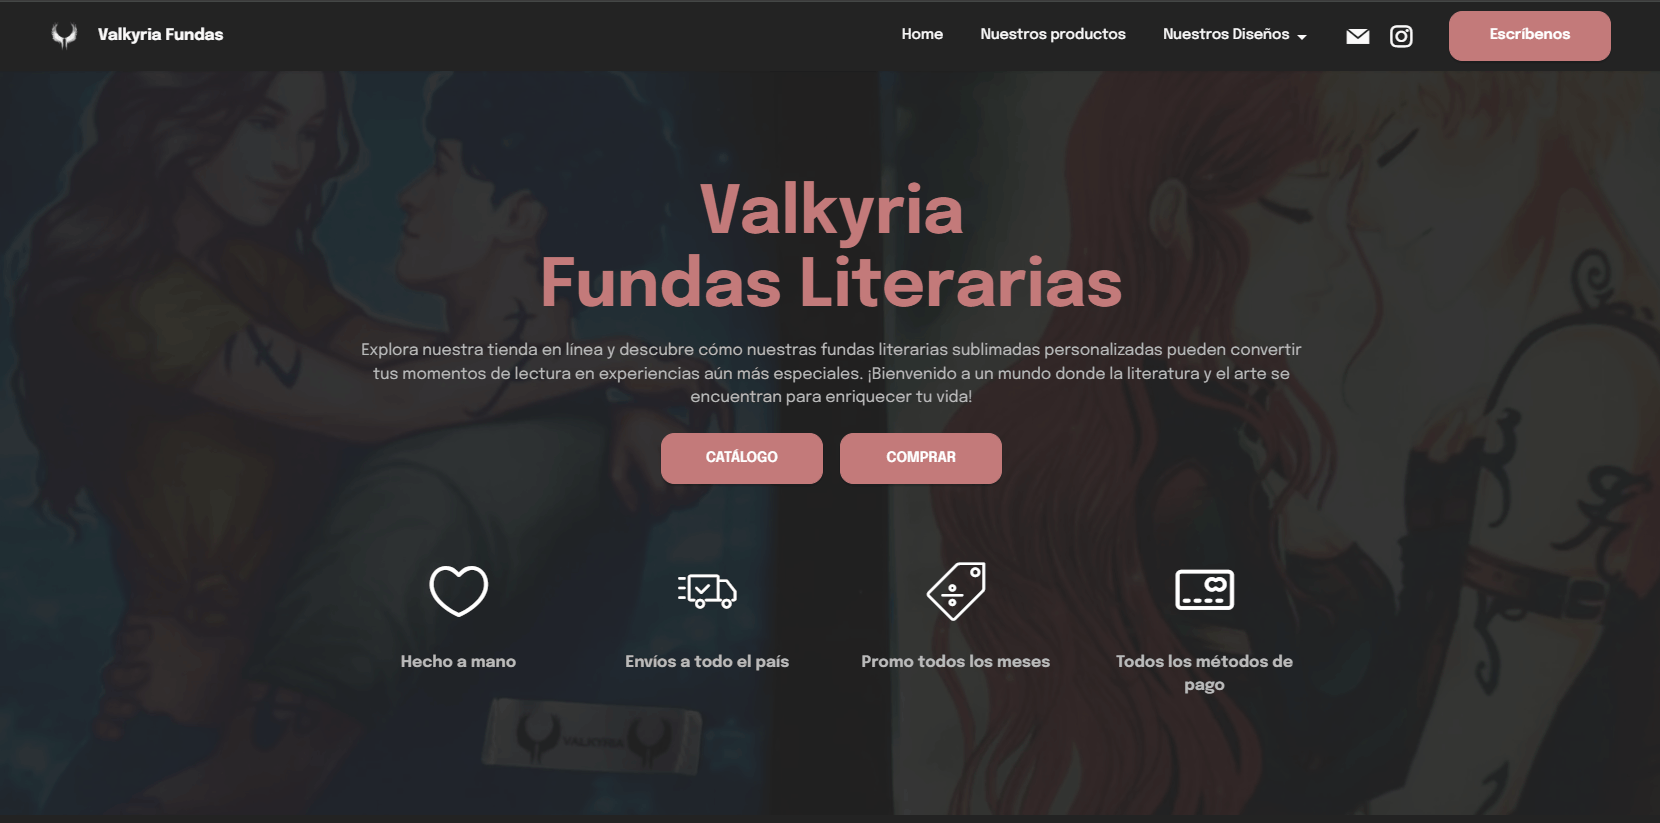 Valkyria Fundas
Home
Nuestros productos
Nuestros Diseños
Escríbenos
Valkyria
Fundas Literarias
Explora nuestra tienda en línea y descubre cómo nuestras fundas literarias sublimadas personalizadas pueden convertir
tus momentos de lectura en experiencias aún más especiales. ¡Bienvenido a un mundo donde la literatura y el arte se
encuentran para enriquecer tu vida!
CATÁLOGO
COMPRAR
Hecho a mano
Envíos a todo el país
Promo todos los meses
Todos los métodos de
pago
VALKYRIA